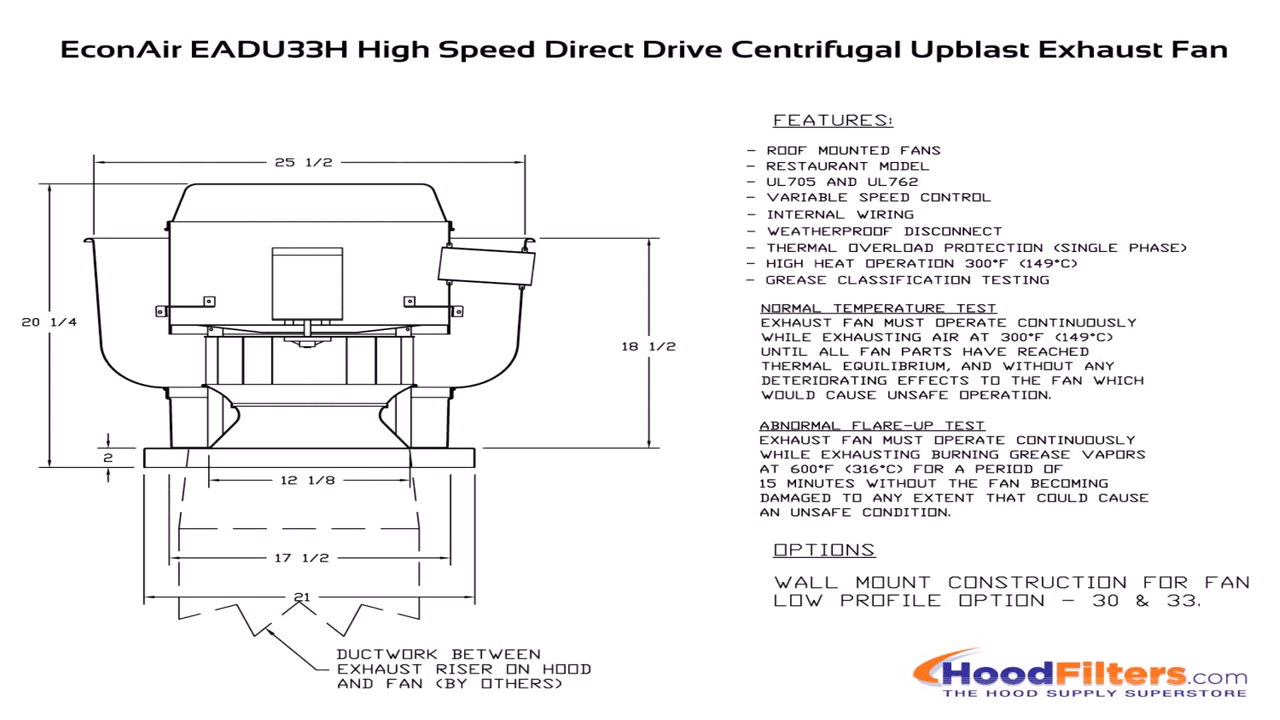 EconAir EADU33H High Speed Direct Drive Centrifugal Upblast Exhaust Fan
25 1/2
20 1/4
18 1/2
2
12 1/8
17 1/2
21
DUCTWORK BETWEEN
EXHAUST RISER ON HOOD
AND FAN (BY OTHERS)
FEATURES:
- ROOF MOUNTED FANS
- RESTAURANT MODEL
- UL705 AND UL762
- VARIABLE SPEED CONTROL
- INTERNAL WIRING
- WEATHERPROOF DISCONNECT
- THERMAL OVERLOAD PROTECTION (SINGLE PHASE)
- HIGH HEAT OPERATION 300°F (149°C)
- GREASE CLASSIFICATION TESTING
NORMAL TEMPERATURE TEST
EXHAUST FAN MUST OPERATE CONTINUOUSLY
WHILE EXHAUSTING AIR AT 300°F (149°C)
UNTIL ALL FAN PARTS HAVE REACHED
THERMAL EQUILIBRIUM, AND WITHOUT ANY
DETERIORATING EFFECTS TO THE FAN WHICH
WOULD CAUSE UNSAFE OPERATION.
ABNORMAL FLARE-UP TEST
EXHAUST FAN MUST OPERATE CONTINUOUSLY
WHILE EXHAUSTING BURNING GREASE VAPORS
AT 600°F (316°C) FOR A PERIOD OF
15 MINUTES WITHOUT THE FAN BECOMING
DAMAGED TO ANY EXTENT THAT COULD CAUSE
AN UNSAFE CONDITION.
OPTIONS
WALL MOUNT CONSTRUCTION FOR FAN
LOW PROFILE OPTION - 30 & 33.
HoodFilters.com
THE HOOD SUPPLY SUPERSTORE